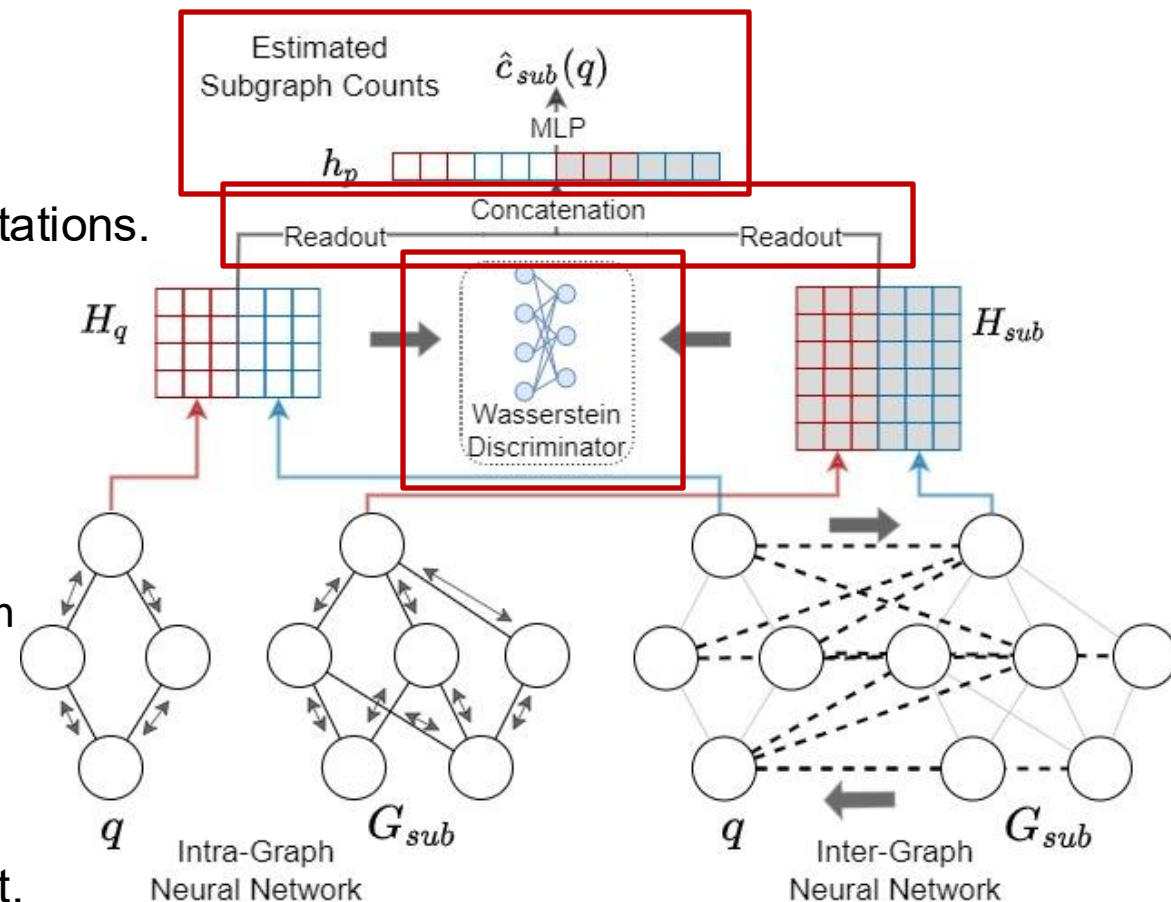 Estimated
Subgraph Counts
ĉ_sub(q)
MLP
h_p
Concatenation
tations.
Readout
Readout
H_q
H_sub
Wasserstein
Discriminator
q
G_sub
q
G_sub
Intra-Graph
Neural Network
Inter-Graph
Neural Network
t.